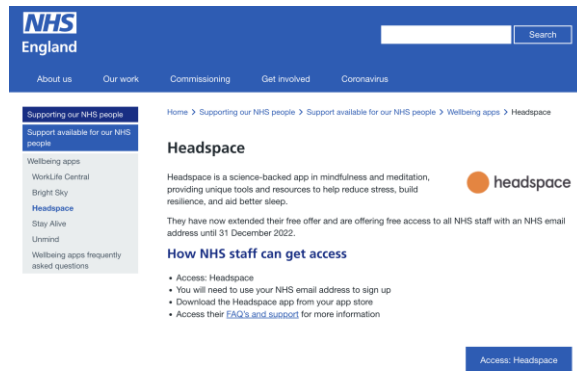 NHS
England
Search
About us Our work Commissioning Get involved Coronavirus
Supporting our NHS people
Support available for our NHS
people
Wellbeing apps
WorkLife Central
Bright Sky
Headspace
Stay Alive
Unmind
Wellbeing apps frequently
asked questions
Home > Supporting our NHS people > Support available for our NHS people > Wellbeing apps > Headspace
Headspace
Headspace is a science-backed app in mindfulness and meditation,
providing unique tools and resources to help reduce stress, build
resilience, and aid better sleep.
headspace
They have now extended their free offer and are offering free access to all NHS staff with an NHS email
address until 31 December 2022.
How NHS staff can get access
• Access: Headspace
• You will need to use your NHS email address to sign up
• Download the Headspace app from your app store
• Access their FAQ's and support for more information
Access: Headspace